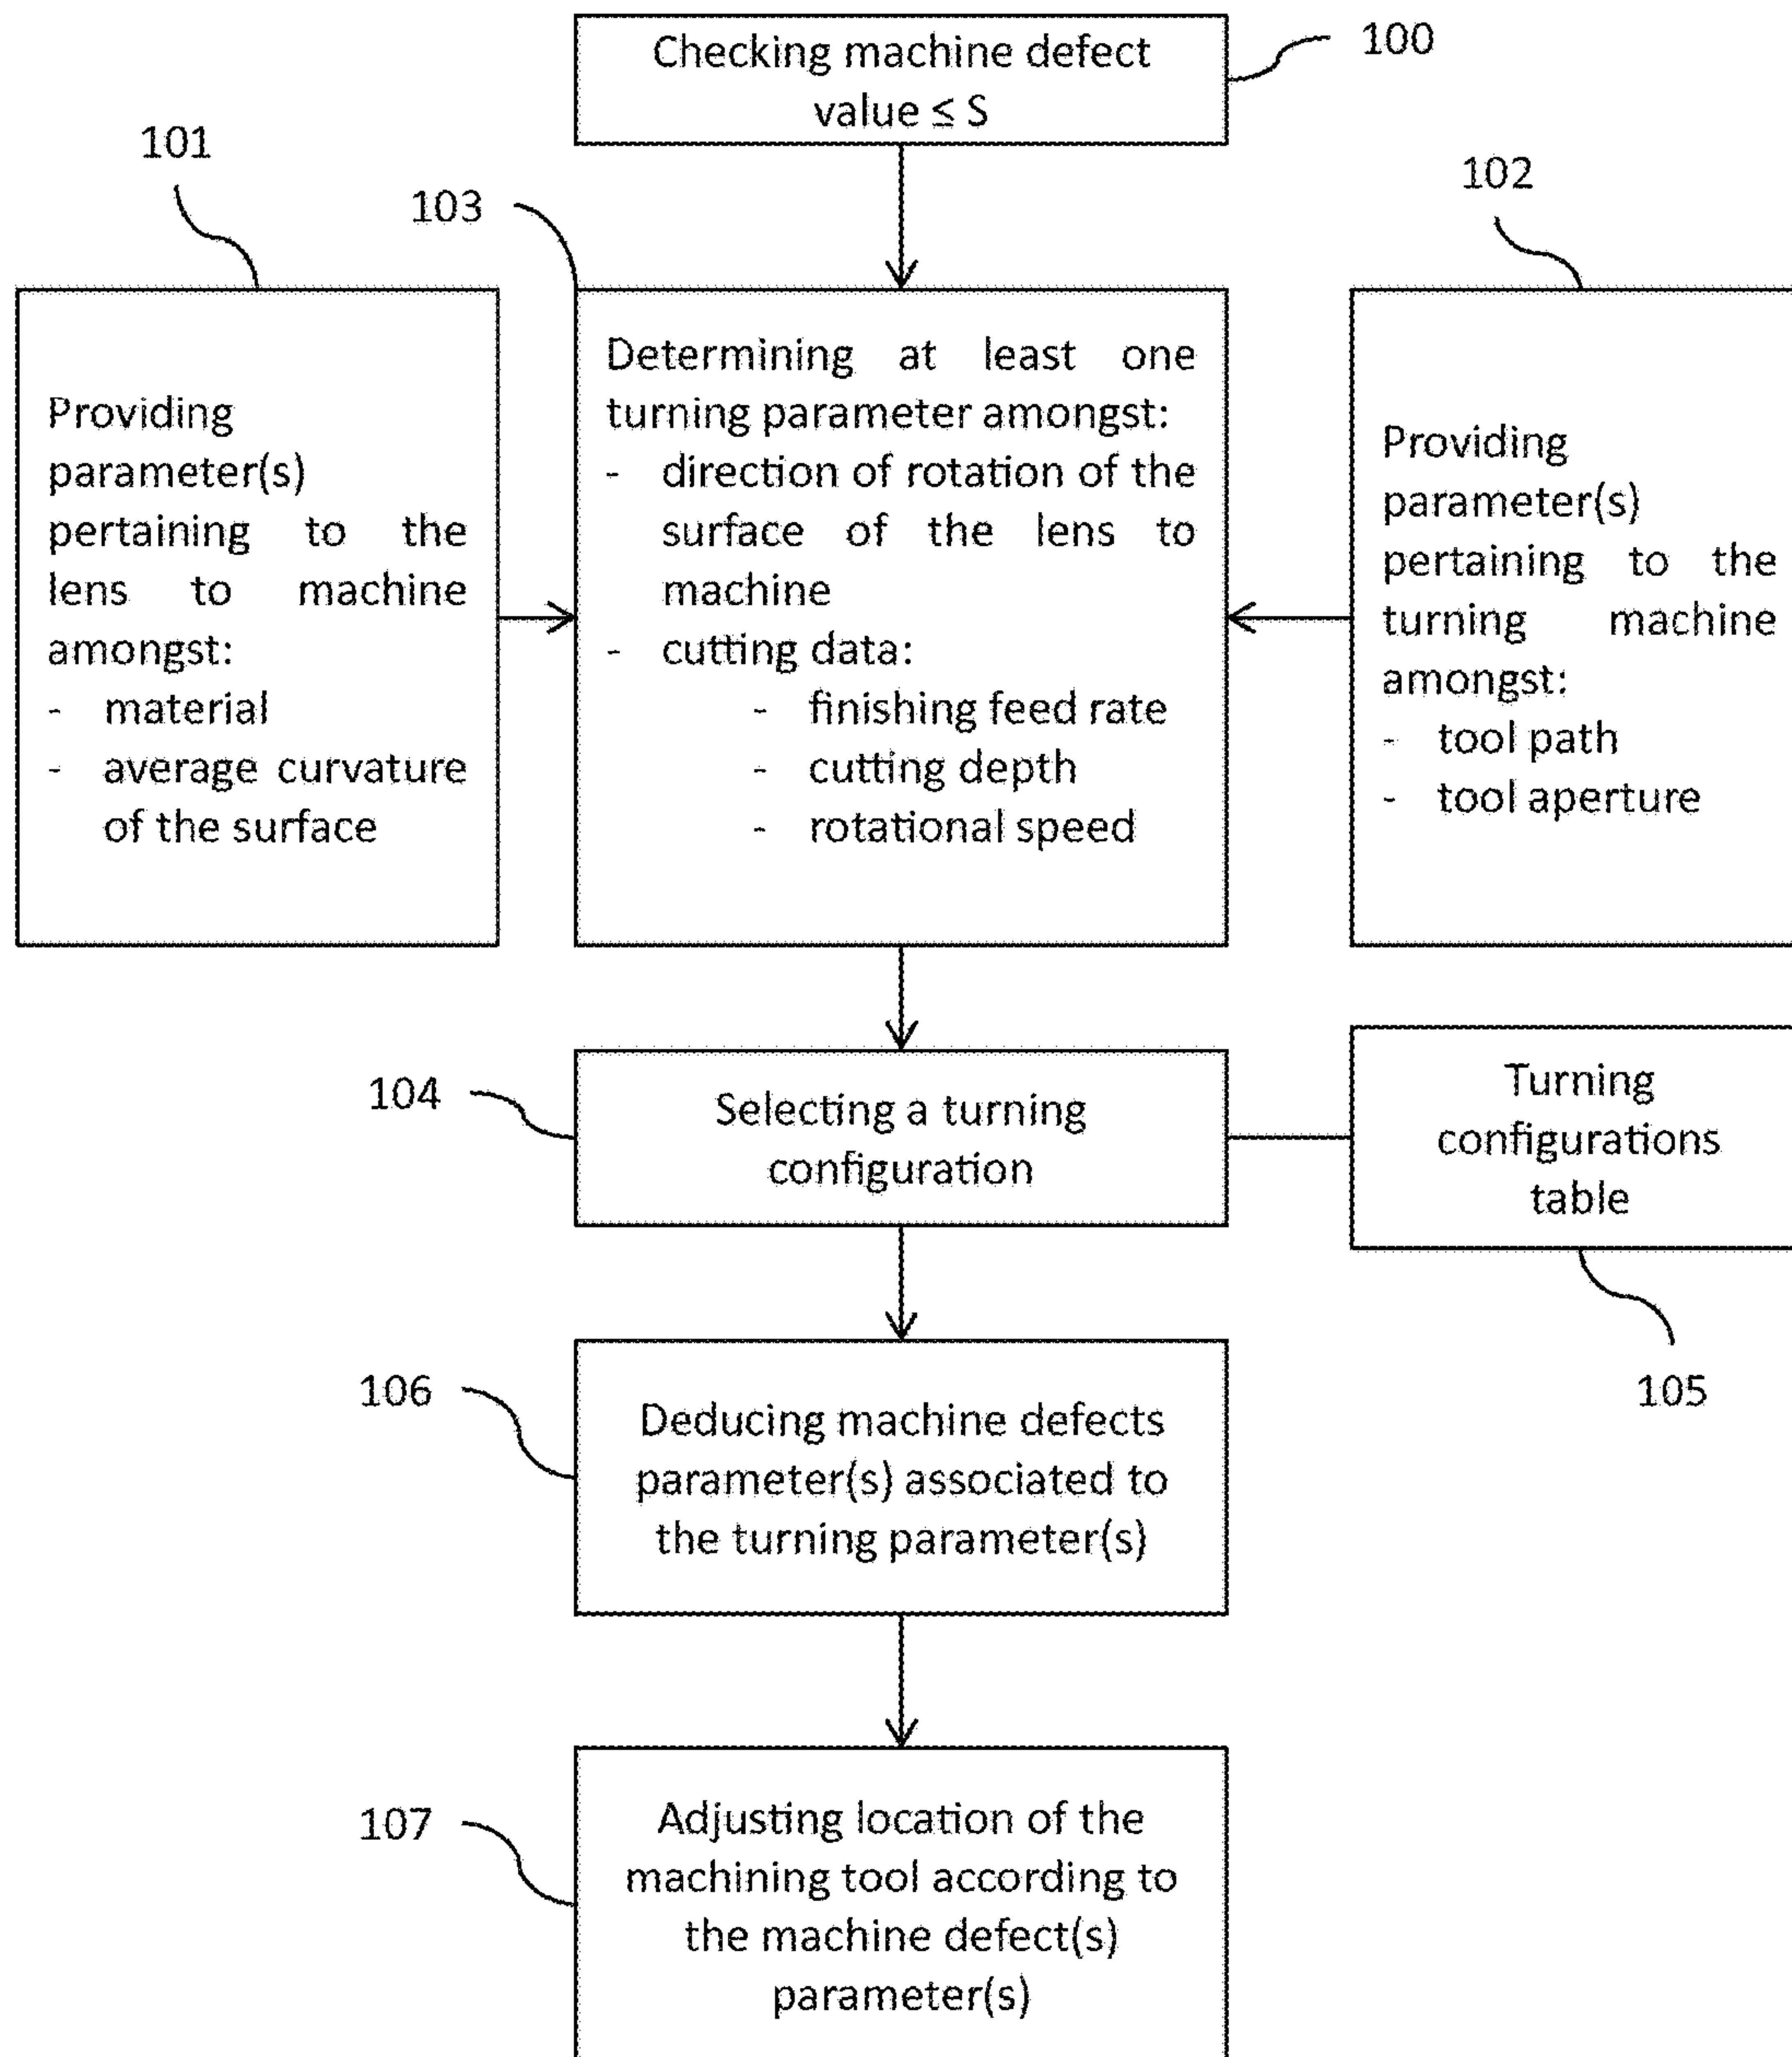 Checking machine defect
value ≤ S
100
101
103
102
Providing
parameter(s)
pertaining to the
lens to machine
amongst:
- material
- average curvature
of the surface
Determining at least one
turning parameter amongst:
- direction of rotation of the
surface of the lens to
machine
- cutting data:
- finishing feed rate
- cutting depth
- rotational speed
Providing
parameter(s)
pertaining to the
turning machine
amongst:
- tool path
- tool aperture
104
Selecting a turning
configuration
Turning
configurations
table
105
106
Deducing machine defects
parameter(s) associated to
the turning parameter(s)
107
Adjusting location of the
machining tool according to
the machine defect(s)
parameter(s)